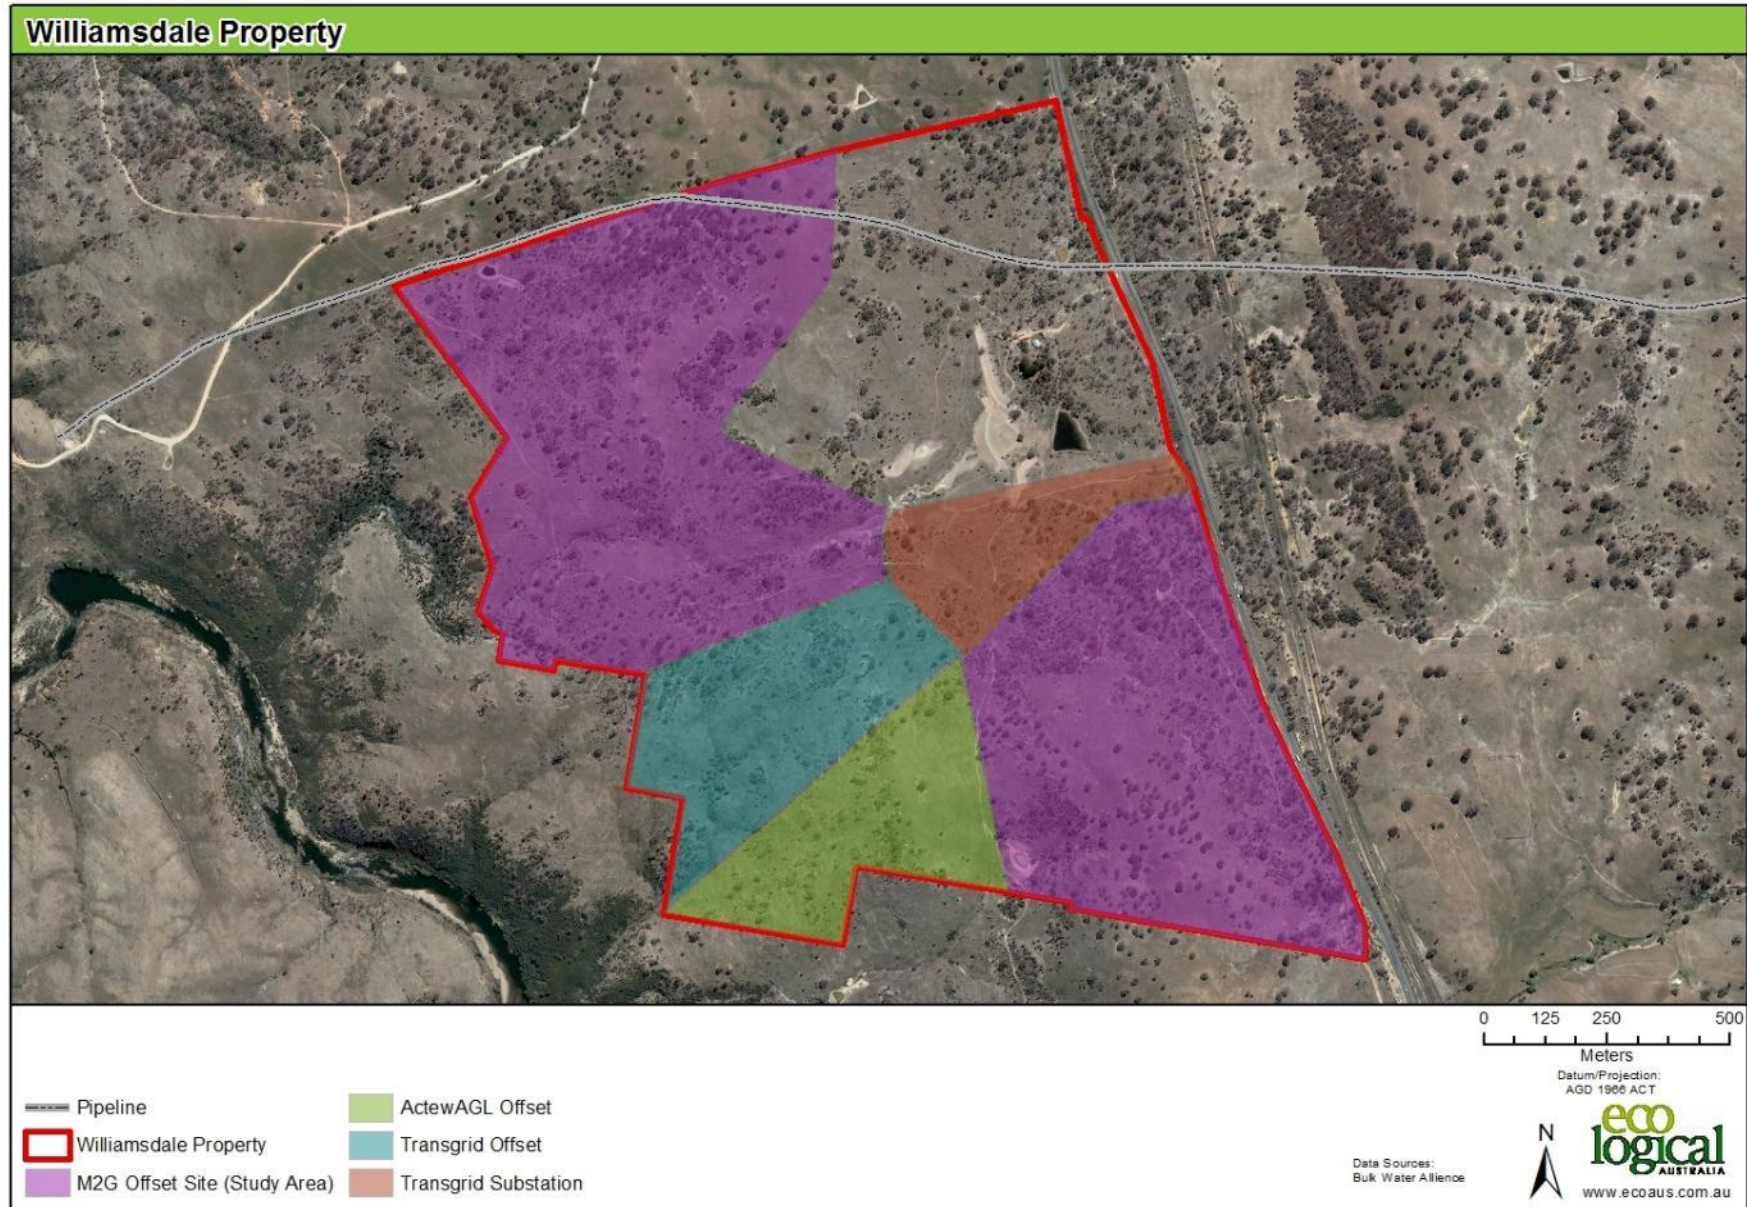 Williamsdale Property
0 125 250 500
Meters
Datum/Projection:
AGD 1966 ACT
Pipeline
Williamsdale Property
M2G Offset Site (Study Area)
ActewAGL Offset
Transgrid Offset
Transgrid Substation
Data Sources:
Bulk Water Allience
N
eco
logical
AUSTRALIA
www.ecoaus.com.au